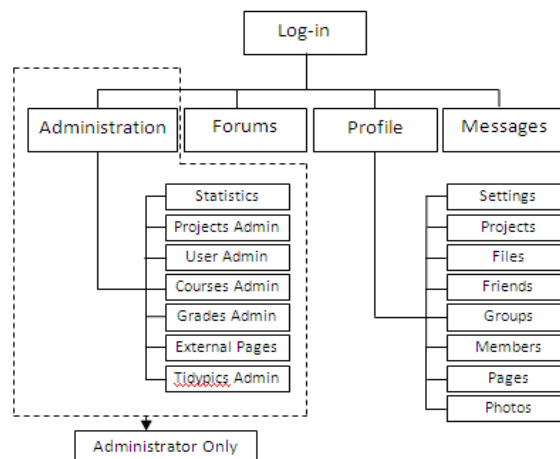 Log-in
Administration
Forums
Profile
Messages
Statistics
Projects Admin
User Admin
Courses Admin
Grades Admin
External Pages
Tidypics Admin
Settings
Projects
Files
Friends
Groups
Members
Pages
Photos
Administrator Only